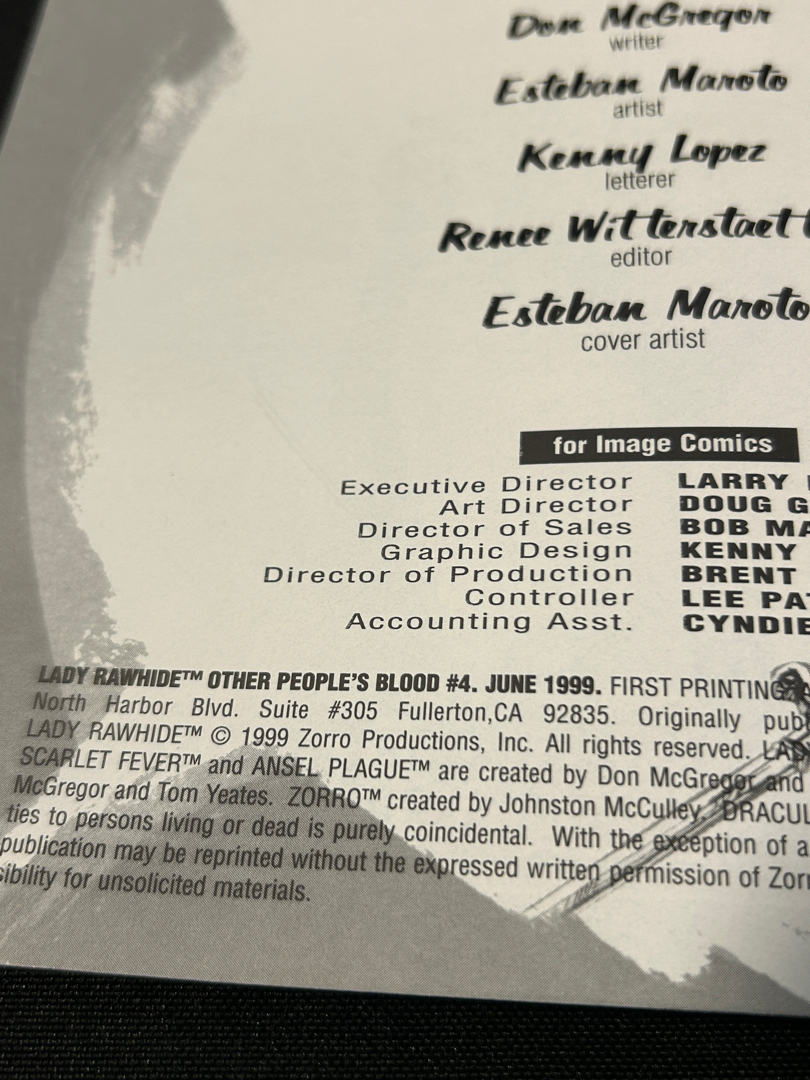 Don McGregor
writer
Esteban Maroto
artist
Kenny Lopez
letterer
Renee Witterstaet
editor
Esteban Maroto
cover artist
for Image Comics
Executive Director LARRY
Art Director DOUG G
Director of Sales BOB MA
Graphic Design KENNY
Director of Production BRENT
Controller LEE PA
Accounting Asst. CYNDIE
LADY RAWHIDE™ OTHER PEOPLE'S BLOOD #4. JUNE 1999. FIRST PRINTING
North Harbor Blvd. Suite #305 Fullerton,CA 92835. Originally publ
LADY RAWHIDE™ © 1999 Zorro Productions, Inc. All rights reserved. LAD
SCARLET FEVER™ and ANSEL PLAGUE™ are created by Don McGregor and
McGregor and Tom Yeates. ZORRO™ created by Johnston McCulley. DRACUL
ties to persons living or dead is purely coincidental. With the exception of a
publication may be reprinted without the expressed written permission of Zorr
sibility for unsolicited materials.